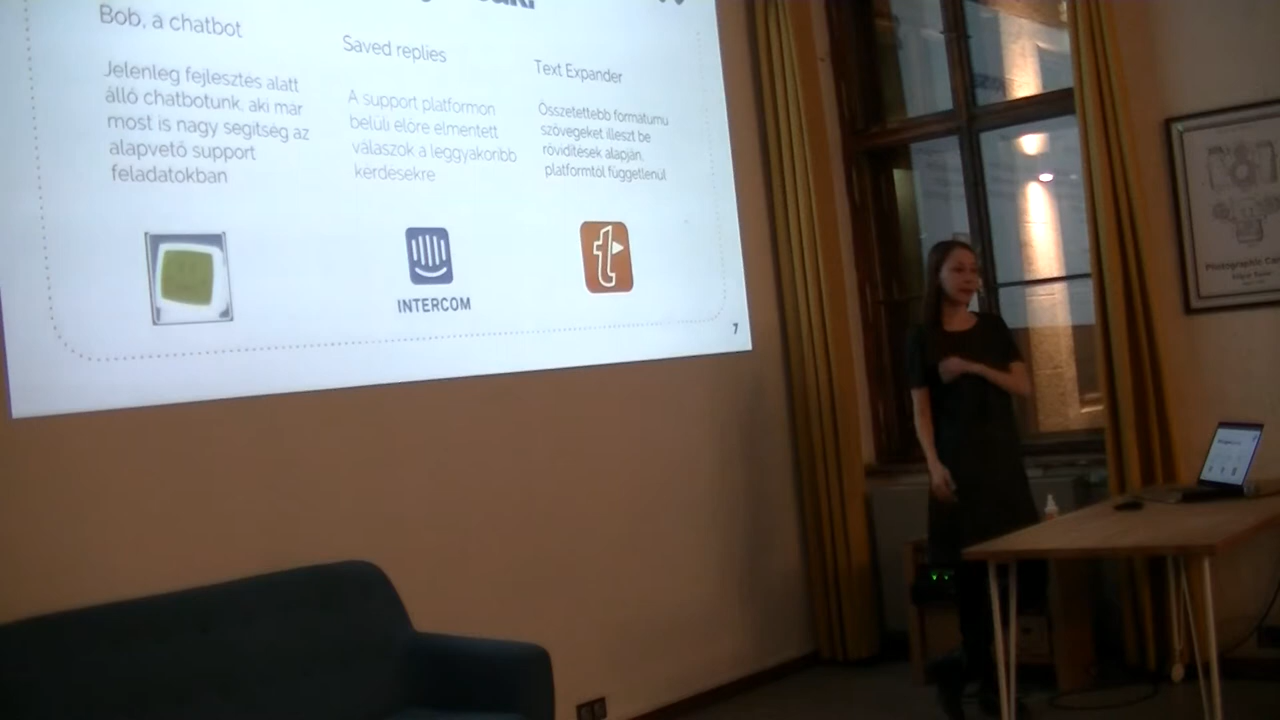 Bob, a chatbot
Jelenleg fejlesztés alatt
álló chatbotunk, aki már
most is nagy segítség az
alapvető support
feladatokban
Saved replies
A support platformon
belüli előre elmentett
válaszok a leggyakoribb
kérdésekre
Text Expander
Összetettebb formátumú
szövegeket illeszt be
rövidítések alapján,
platformtól függetlenül
INTERCOM
7